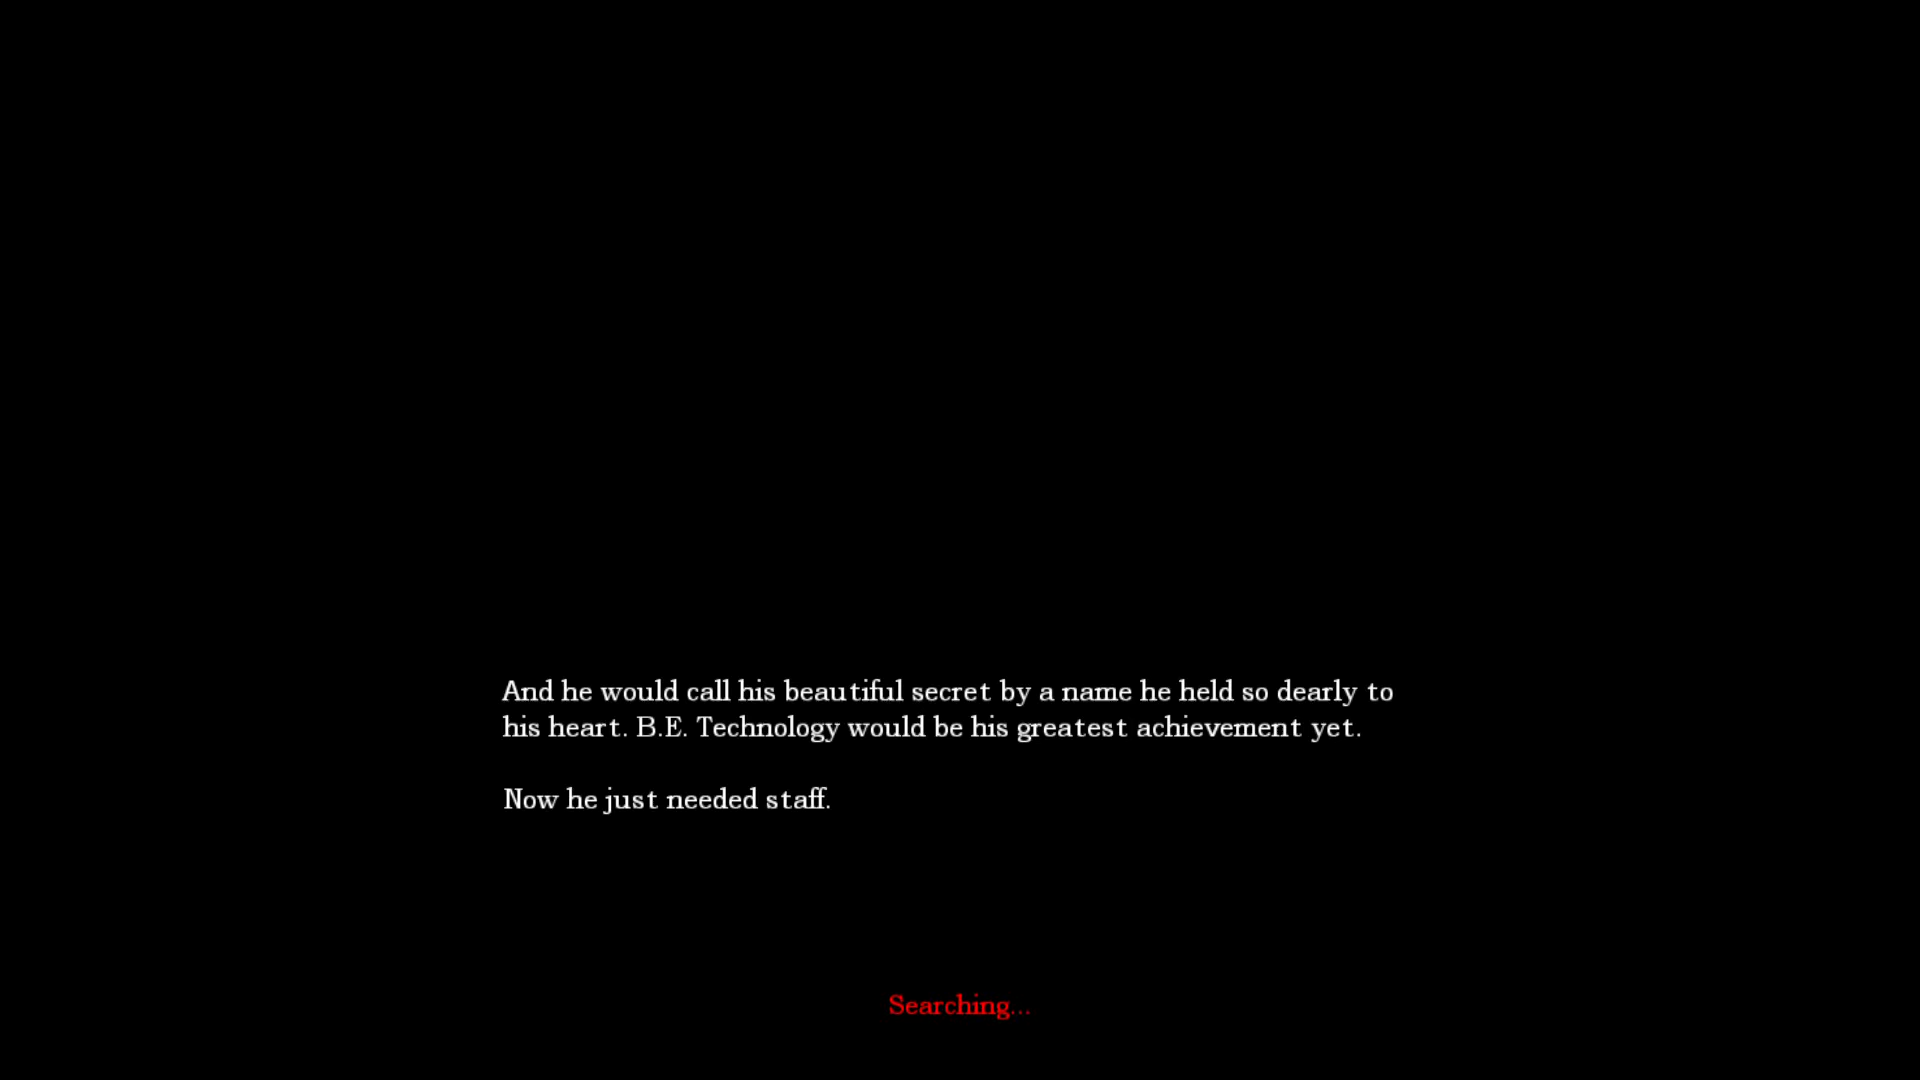 And he would call his beautiful secret by a name he held so dearly to
his heart. B.E. Technology would be his greatest achievement yet.
Now he just needed staff.
Searching...